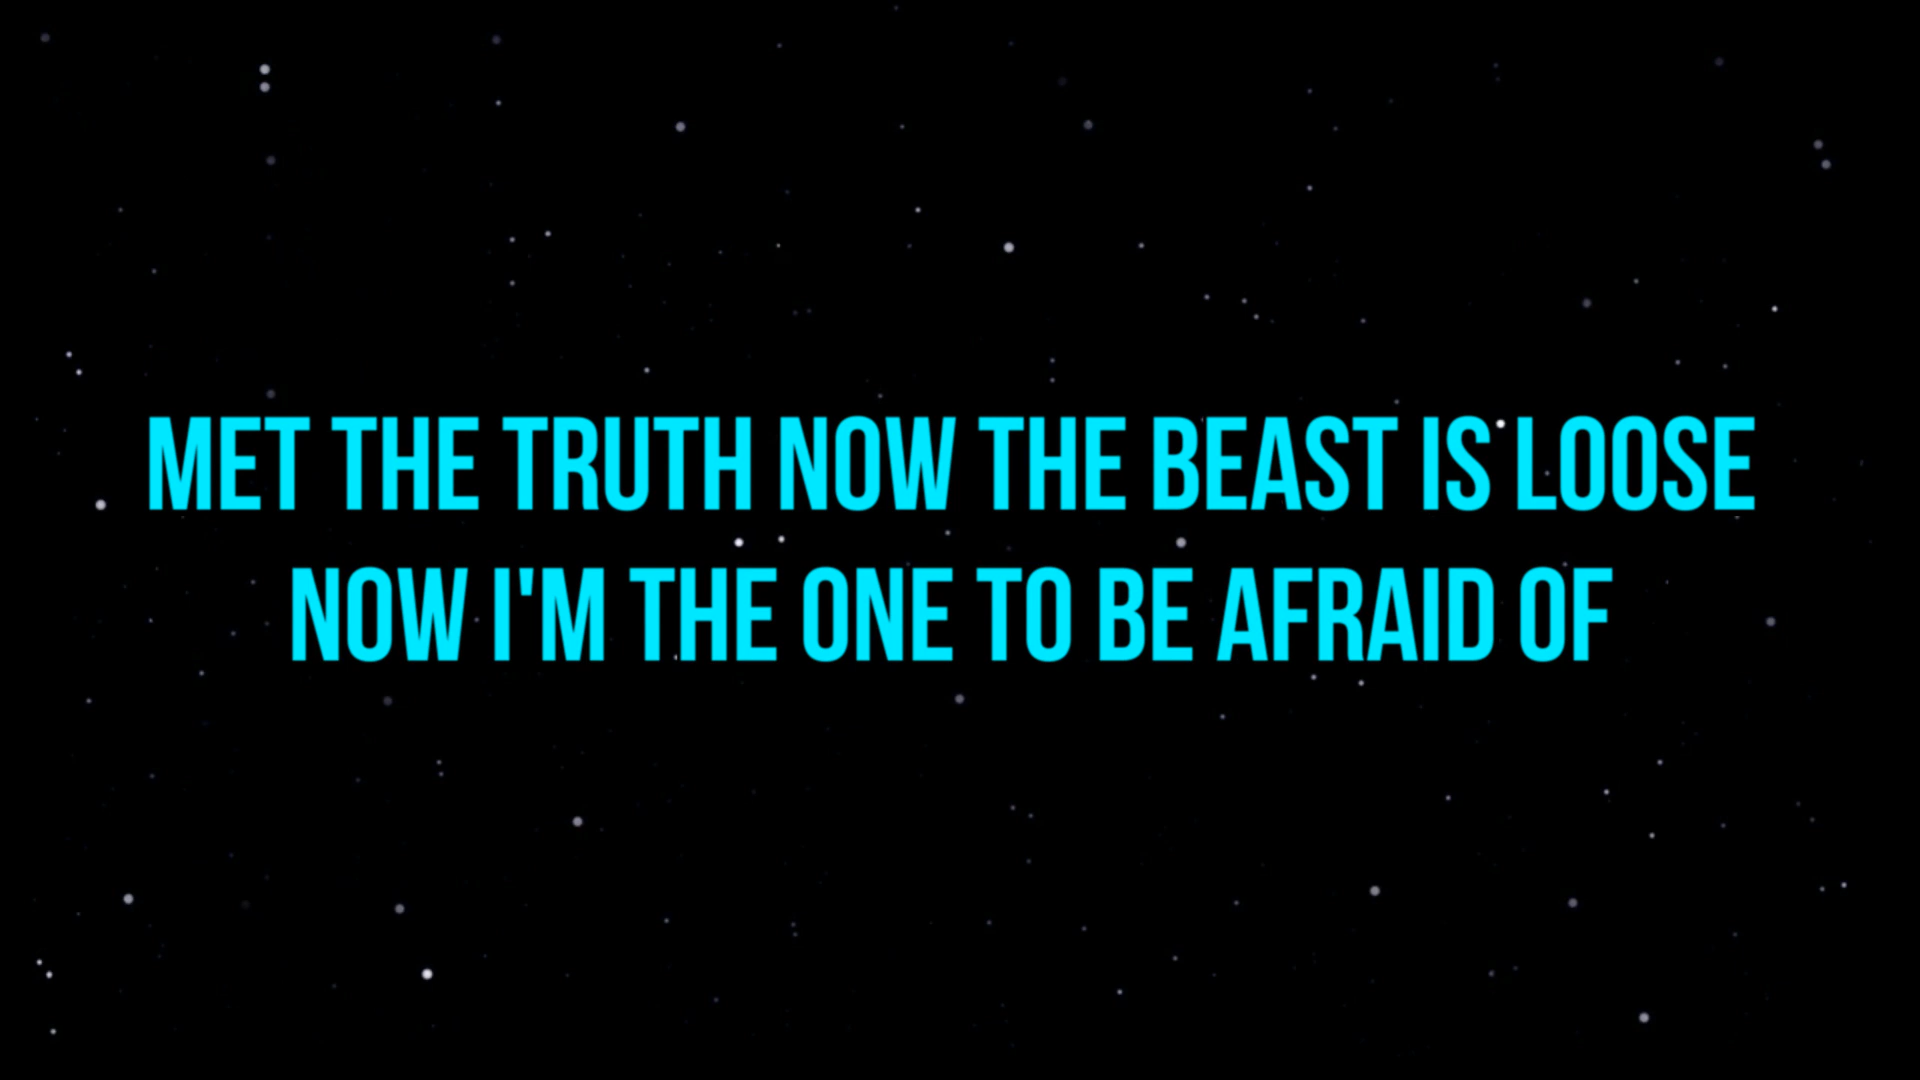 MET THE TRUTH NOW THE BEAST IS LOOSE
NOW I'M THE ONE TO BE AFRAID OF